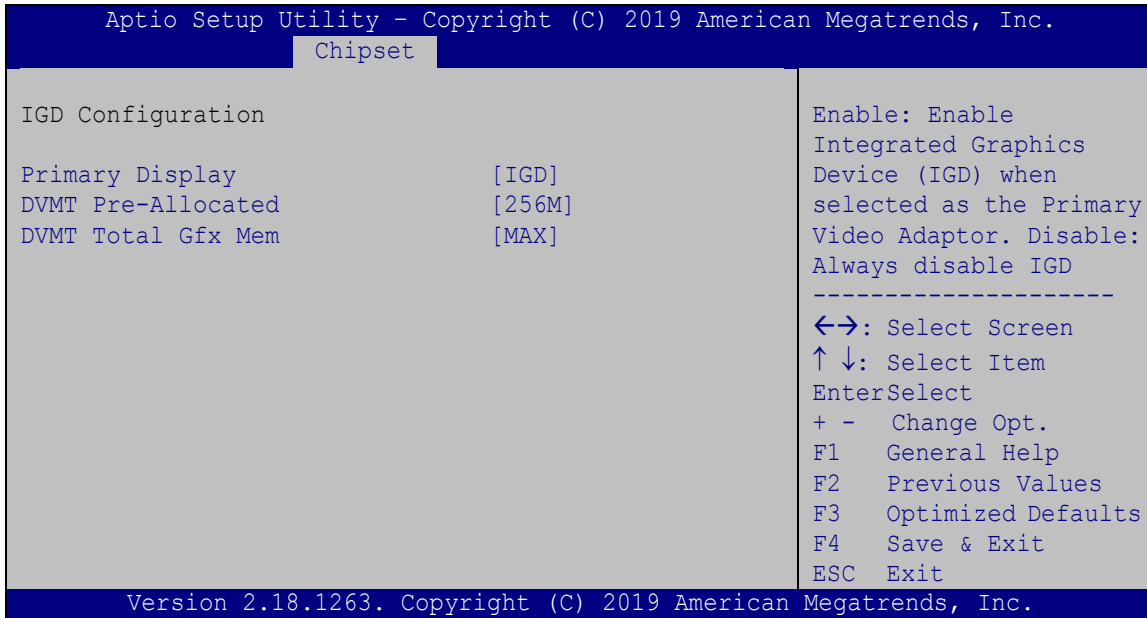 Aptio Setup Utility – Copyright (C) 2019 American Megatrends, Inc.
Chipset
IGD Configuration
Primary Display [IGD]
DVMT Pre-Allocated [256M]
DVMT Total Gfx Mem [MAX]
Enable: Enable
Integrated Graphics
Device (IGD) when
selected as the Primary
Video Adaptor. Disable:
Always disable IGD
----------------------
←→: Select Screen
↑ ↓: Select Item
EnterSelect
+ - Change Opt.
F1 General Help
F2 Previous Values
F3 Optimized Defaults
F4 Save & Exit
ESC Exit
Version 2.18.1263. Copyright (C) 2019 American Megatrends, Inc.